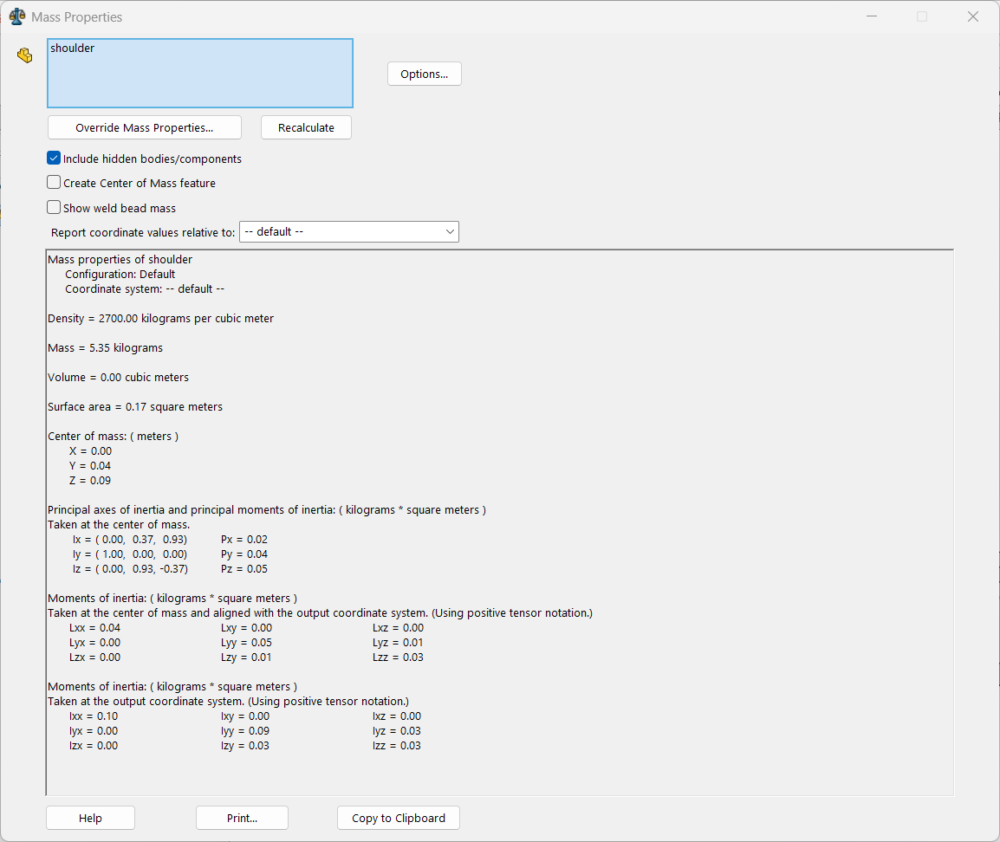 Mass Properties
shoulder
Options...
Override Mass Properties...
Recalculate
Include hidden bodies/components
Create Center of Mass feature
Show weld bead mass
Report coordinate values relative to: -- default --
Mass properties of shoulder
Configuration: Default
Coordinate system: -- default --
Density = 2700.00 kilograms per cubic meter
Mass = 5.35 kilograms
Volume = 0.00 cubic meters
Surface area = 0.17 square meters
Center of mass: ( meters )
X = 0.00
Y = 0.04
Z = 0.09
Principal axes of inertia and principal moments of inertia: ( kilograms * square meters )
Taken at the center of mass.
Ix = ( 0.00, 0.37, 0.93) Px = 0.02
Iy = ( 1.00, 0.00, 0.00) Py = 0.04
Iz = ( 0.00, 0.93, -0.37) Pz = 0.05
Moments of inertia: ( kilograms * square meters )
Taken at the center of mass and aligned with the output coordinate system. (Using positive tensor notation.)
Lxx = 0.04 Lxy = 0.00 Lxz = 0.00
Lyx = 0.00 Lyy = 0.05 Lyz = 0.01
Lzx = 0.00 Lzy = 0.01 Lzz = 0.03
Moments of inertia: ( kilograms * square meters )
Taken at the output coordinate system. (Using positive tensor notation.)
Ixx = 0.10 Ixy = 0.00 Ixz = 0.00
Iyx = 0.00 Iyy = 0.09 Iyz = 0.03
Izx = 0.00 Izy = 0.03 Izz = 0.03
Help
Print...
Copy to Clipboard